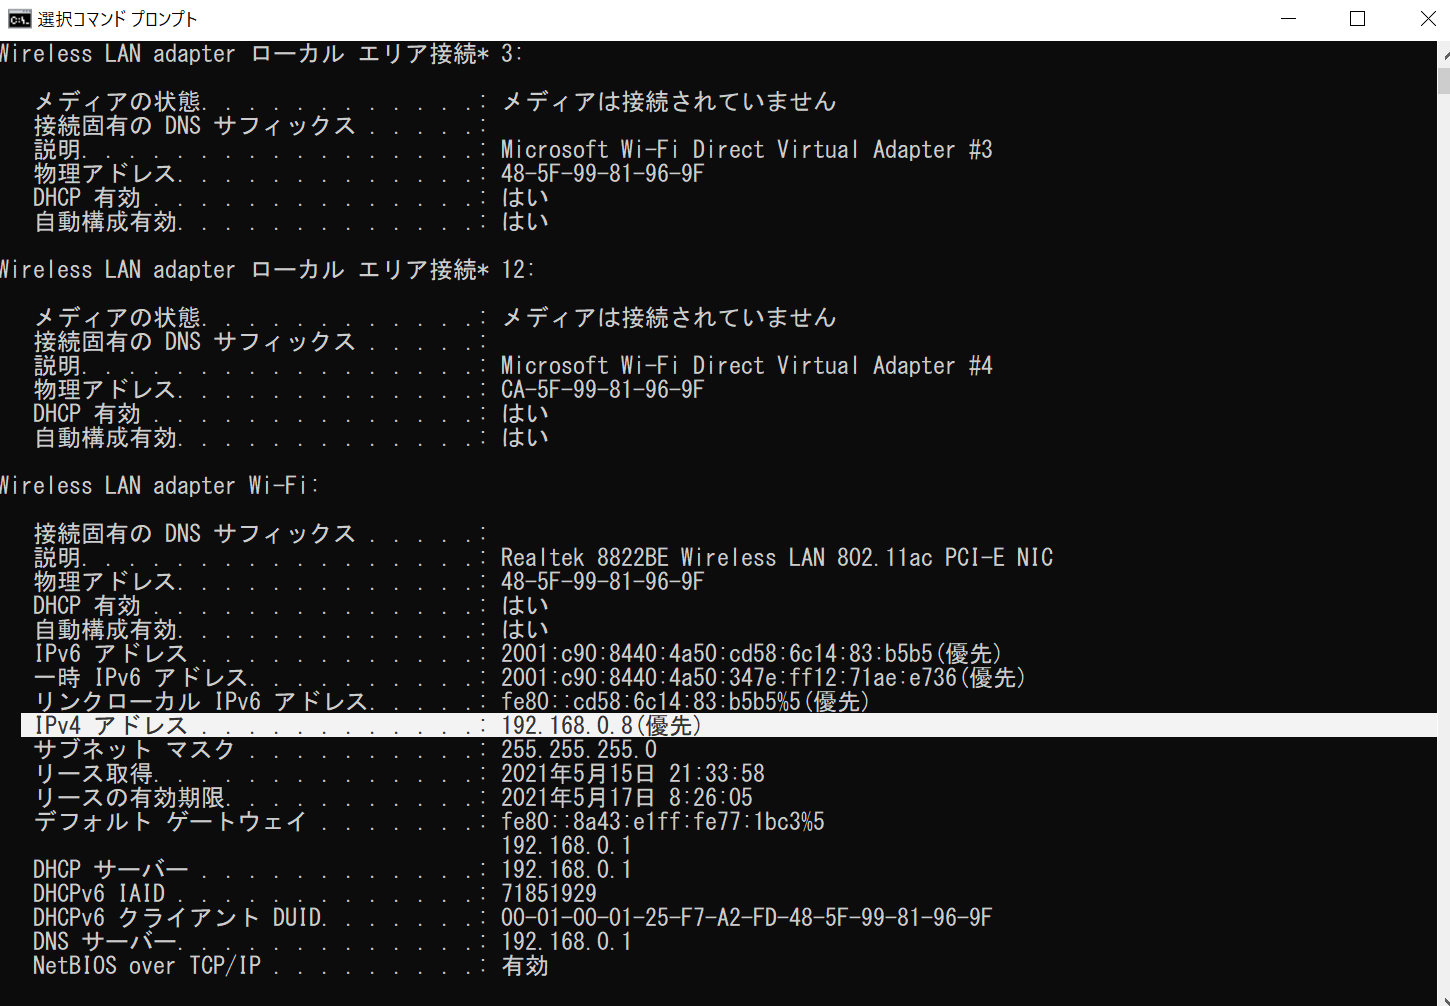 選択コマンド プロンプト
Wireless LAN adapter ローカル エリア接続* 3:
メディアの状態. . . . . . . . . . . .: メディアは接続されていません
接続固有の DNS サフィックス . . . . .:
説明. . . . . . . . . . . . . . . . .: Microsoft Wi-Fi Direct Virtual Adapter #3
物理アドレス. . . . . . . . . . . . .: 48-5F-99-81-96-9F
DHCP 有効 . . . . . . . . . . . . . .: はい
自動構成有効. . . . . . . . . . . . .: はい
Wireless LAN adapter ローカル エリア接続* 12:
メディアの状態. . . . . . . . . . . .: メディアは接続されていません
接続固有の DNS サフィックス . . . . .:
説明. . . . . . . . . . . . . . . . .: Microsoft Wi-Fi Direct Virtual Adapter #4
物理アドレス. . . . . . . . . . . . .: CA-5F-99-81-96-9F
DHCP 有効 . . . . . . . . . . . . . .: はい
自動構成有効. . . . . . . . . . . . .: はい
Wireless LAN adapter Wi-Fi:
接続固有の DNS サフィックス . . . . .:
説明. . . . . . . . . . . . . . . . .: Realtek 8822BE Wireless LAN 802.11ac PCI-E NIC
物理アドレス. . . . . . . . . . . . .: 48-5F-99-81-96-9F
DHCP 有効 . . . . . . . . . . . . . .: はい
自動構成有効. . . . . . . . . . . . .: はい
IPv6 アドレス . . . . . . . . . . . .: 2001:c90:8440:4a50:cd58:6c14:83:b5b5(優先)
一時 IPv6 アドレス. . . . . . . . . .: 2001:c90:8440:4a50:347e:ff12:71ae:e736(優先)
リンクローカル IPv6 アドレス. . . . .: fe80::cd58:6c14:83:b5b5%5(優先)
IPv4 アドレス . . . . . . . . . . . .: 192.168.0.8(優先)
サブネット マスク . . . . . . . . . .: 255.255.255.0
リース取得. . . . . . . . . . . . . .: 2021年5月15日 21:33:58
リースの有効期限. . . . . . . . . . .: 2021年5月17日 8:26:05
デフォルト ゲートウェイ . . . . . . .: fe80::8a43:e1ff:fe77:1bc3%5
192.168.0.1
DHCP サーバー . . . . . . . . . . . .: 192.168.0.1
DHCPv6 IAID . . . . . . . . . . . . .: 71851929
DHCPv6 クライアント DUID. . . . . . .: 00-01-00-01-25-F7-A2-FD-48-5F-99-81-96-9F
DNS サーバー. . . . . . . . . . . . .: 192.168.0.1
NetBIOS over TCP/IP . . . . . . . . .: 有効